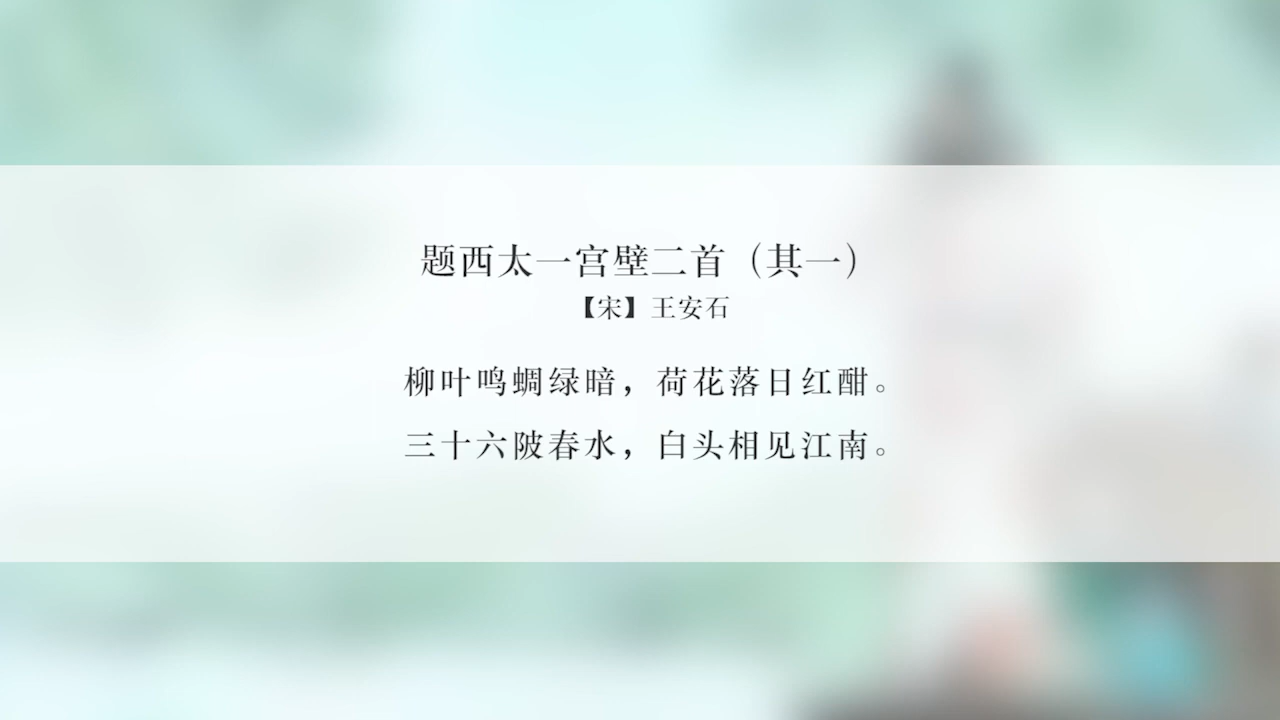 题西太一宫壁二首（其一）
【宋】王安石
柳叶鸣蜩绿暗，荷花落日红酣。
三十六陂春水，白头相见江南。